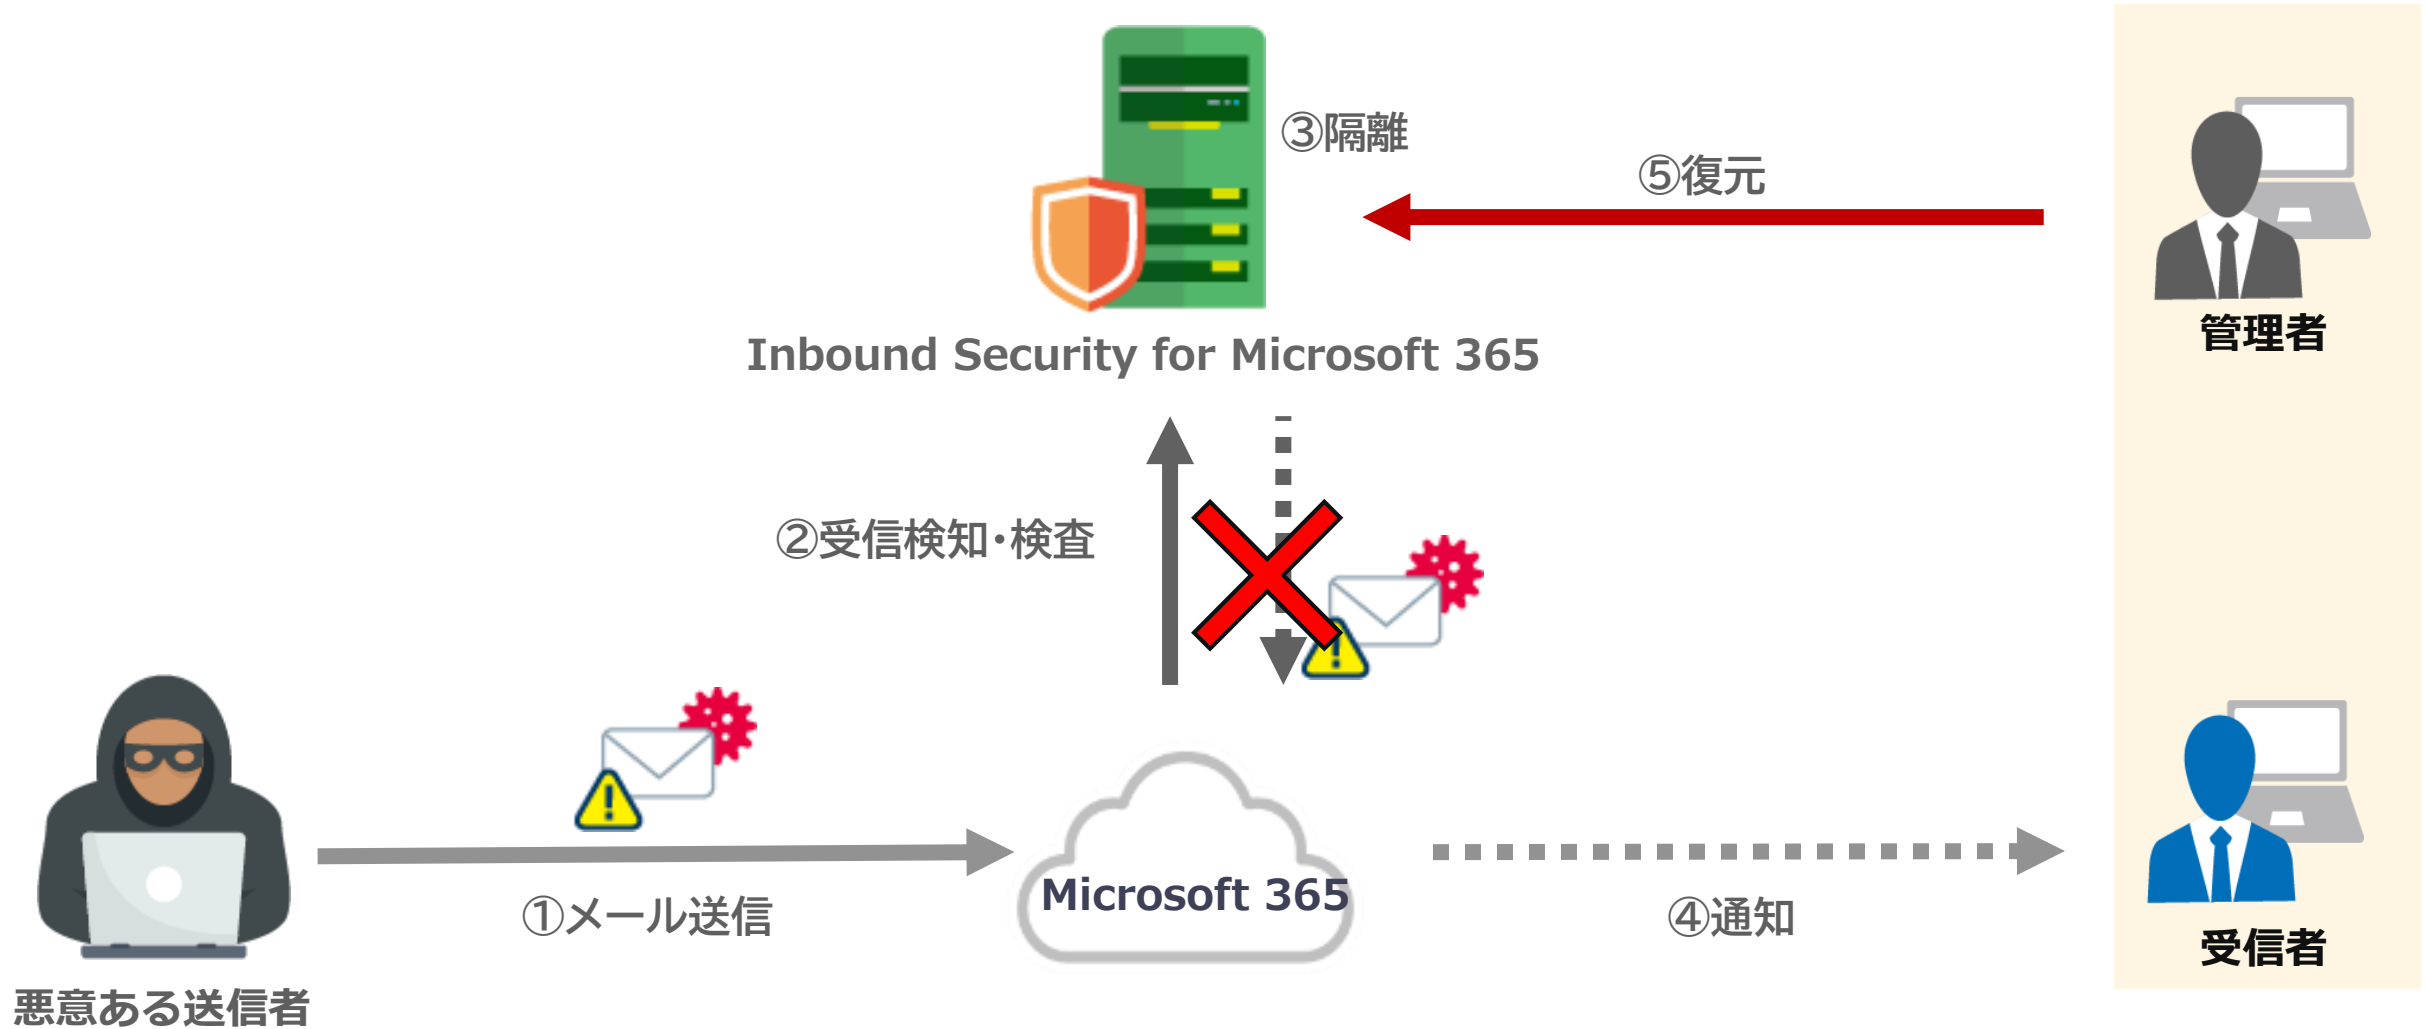 ③隔離
⑤復元
管理者
Inbound Security for Microsoft 365
②受信検知・検査
①メール送信
Microsoft 365
④通知
受信者
悪意ある送信者